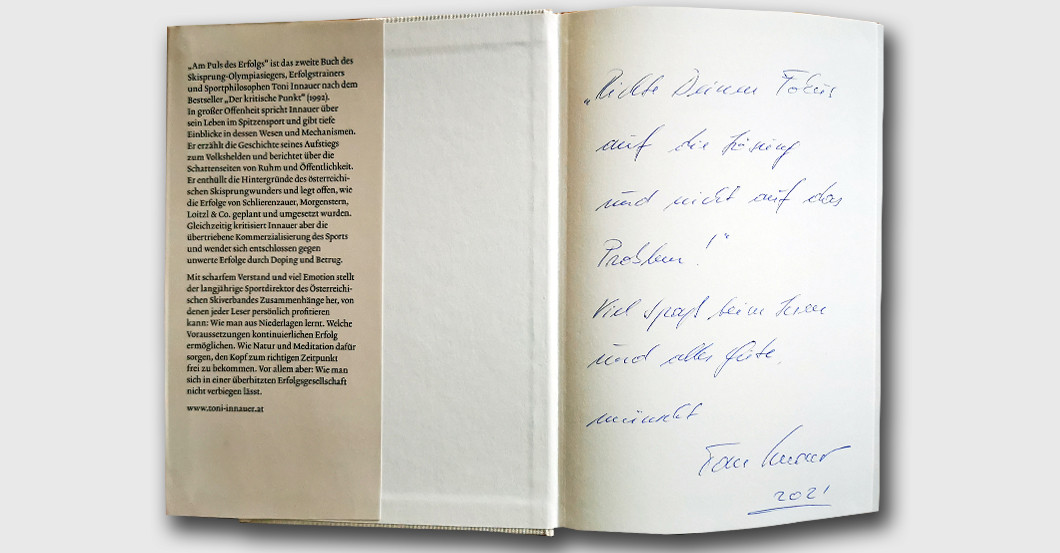 „Am Puls des Erfolgs“ ist das zweite Buch des
Skisprung-Olympiasiegers, Erfolgstrainers
und Sportphilosophen Toni Innauer nach dem
Bestseller „Der kritische Punkt“ (1992).
In großer Offenheit spricht Innauer über
sein Leben im Spitzensport und gibt tiefe
Einblicke in dessen Wesen und Mechanismen.
Er erzählt die Geschichte seines Aufstiegs
zum Volkshelden und berichtet über die
Schattenseiten von Ruhm und Öffentlichkeit.
Er enthüllt die Hintergründe des österreichi-
schen Skisprungwunders und legt offen, wie
die Erfolge von Schlierenzauer, Morgenstern,
Loitzl & Co. geplant und umgesetzt wurden.
Gleichzeitig kritisiert Innauer aber die
übertriebene Kommerzialisierung des Sports
und wendet sich entschlossen gegen
unwerte Erfolge durch Doping und Betrug.
Mit scharfem Verstand und viel Emotion stellt
der langjährige Sportdirektor des Österreichi-
schen Skiverbandes Zusammenhänge her, von
denen jeder Leser persönlich profitieren
kann: Wie man aus Niederlagen lernt. Welche
Voraussetzungen kontinuierlichen Erfolg
ermöglichen. Wie Natur und Meditation dafür
sorgen, den Kopf zum richtigen Zeitpunkt
frei zu bekommen. Vor allem aber: Wie man
sich in einer überhitzten Erfolgsgesellschaft
nicht verbiegen lässt.
www.toni-innauer.at
„Richte Deinen Fokus
auf die Lösung
und nicht auf das
Problem!“
Viel Spaß beim Lesen
und alles Gute,
wünscht
Toni Innauer
2021